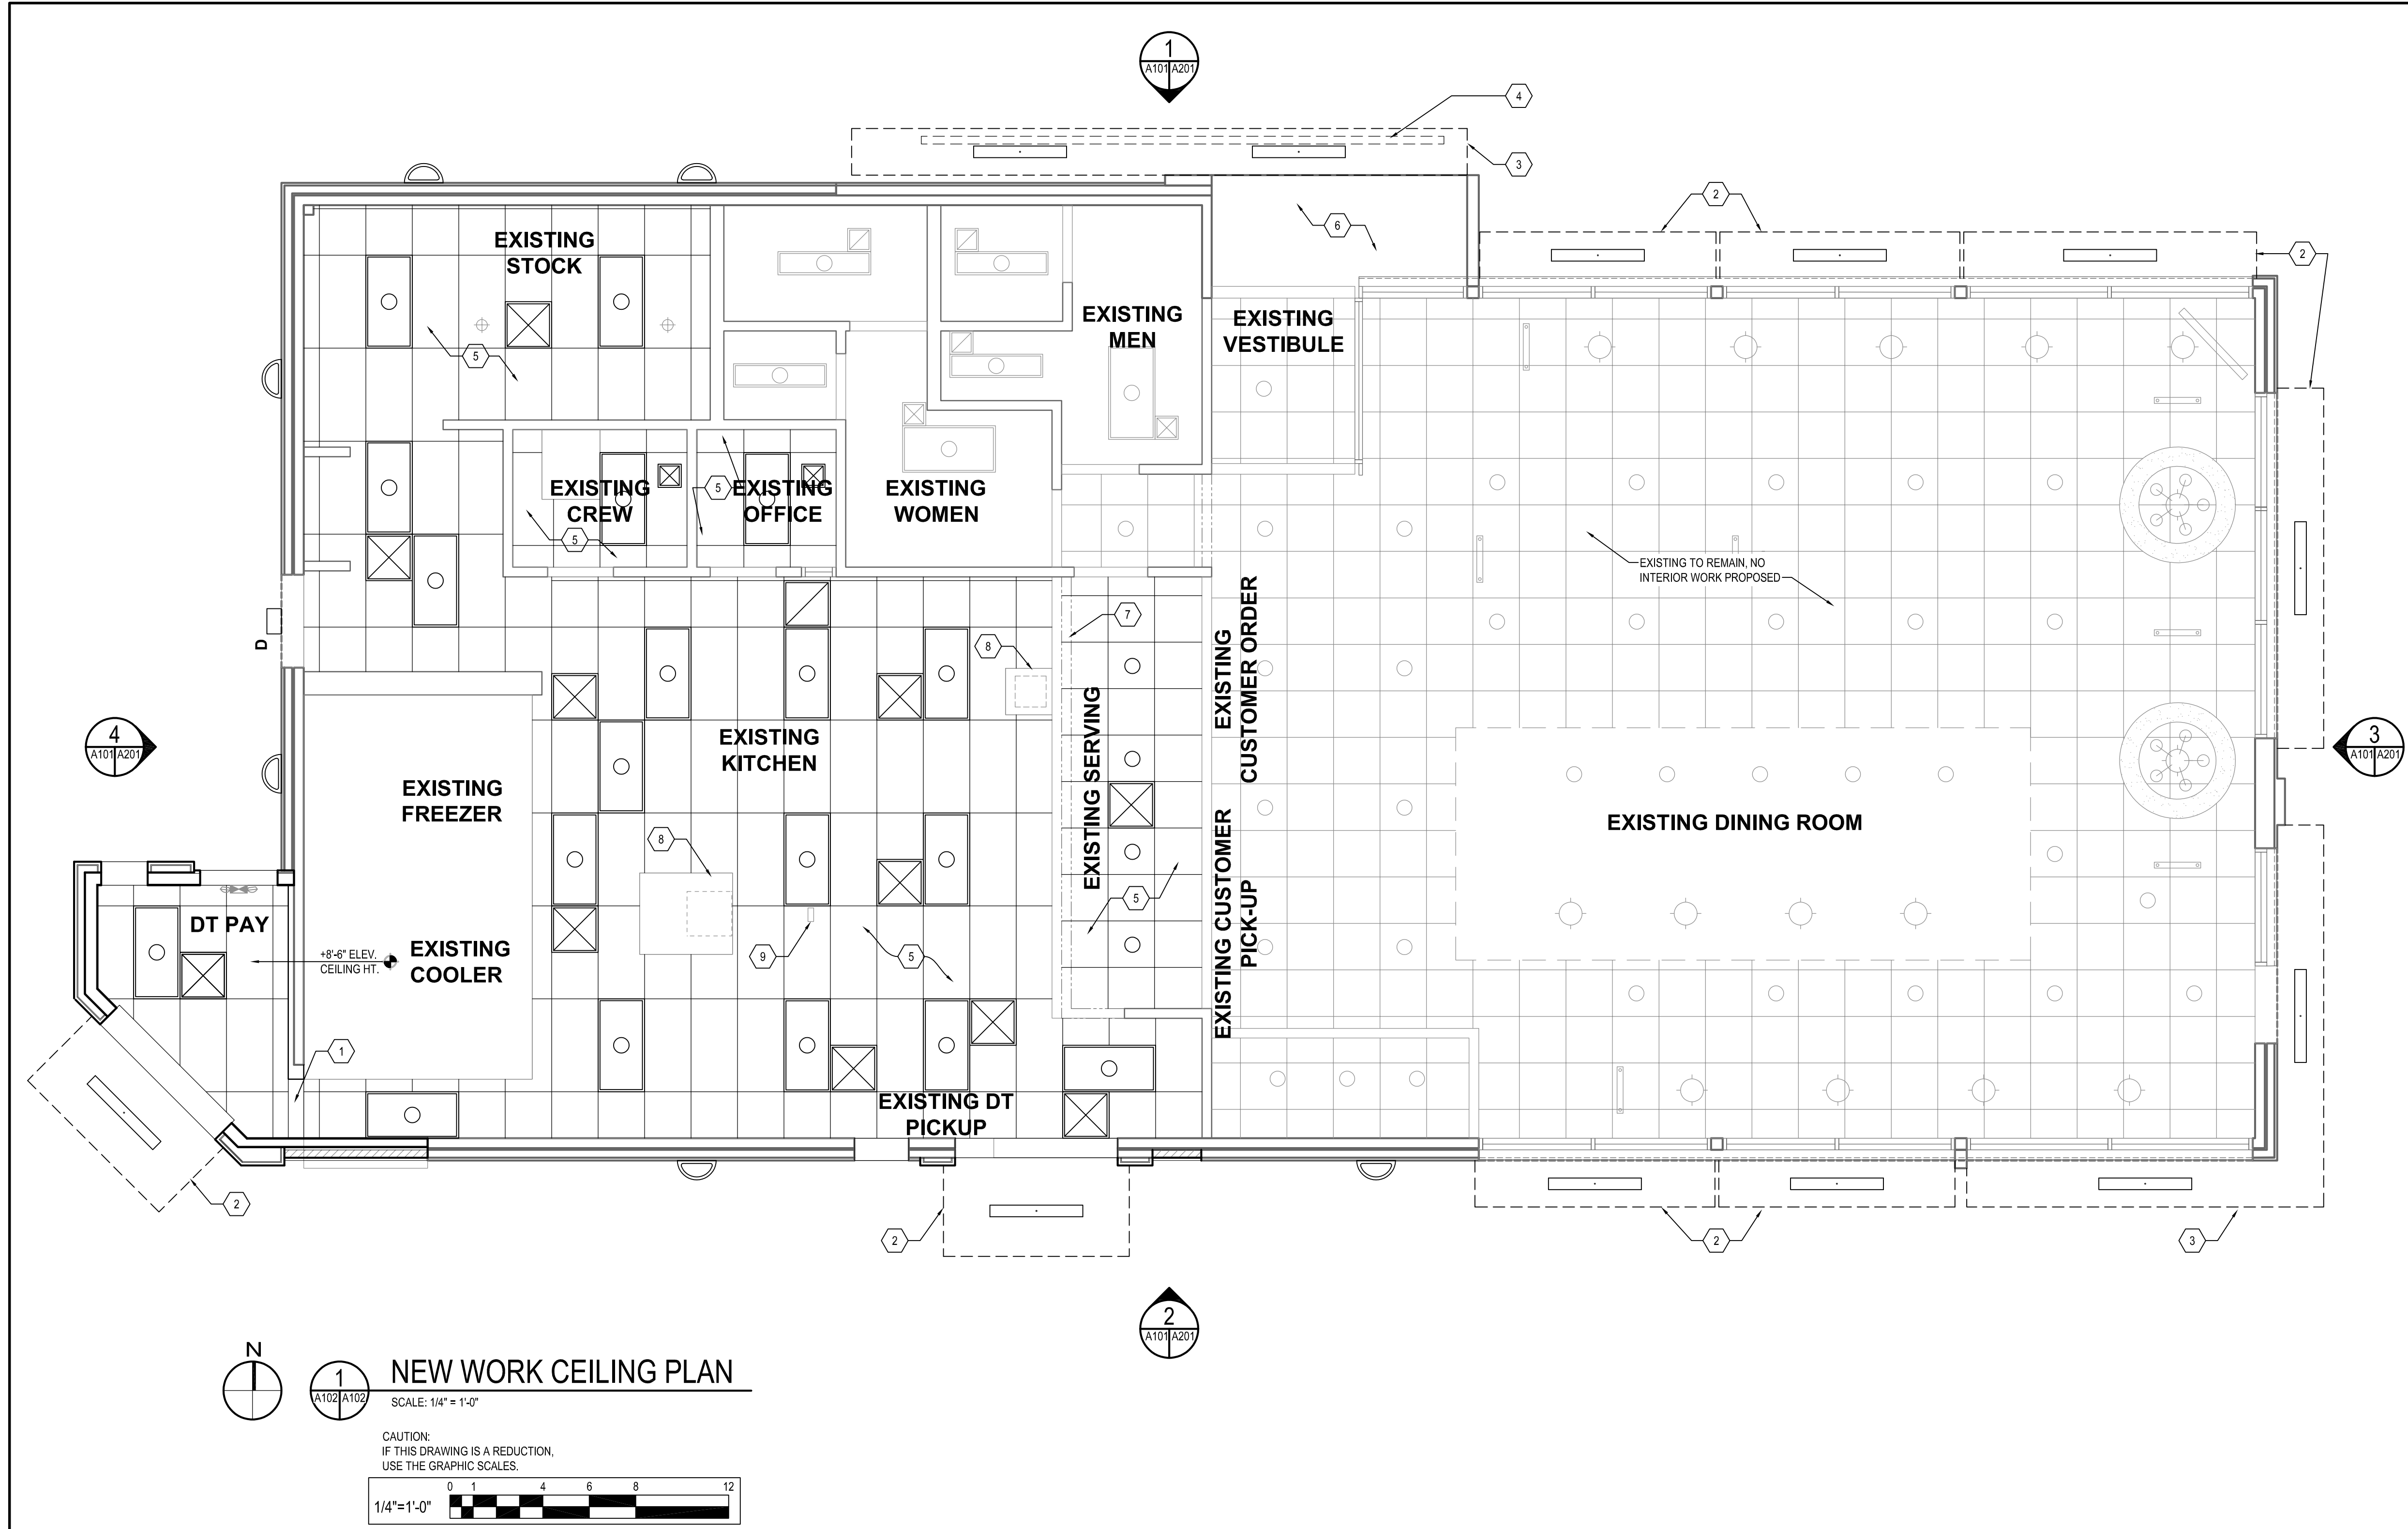 1
A101 A201
4
3
2
6
2
EXISTING
STOCK
EXISTING
MEN
EXISTING
VESTIBULE
5
EXISTING
CREW
5
5
EXISTING
OFFICE
EXISTING
WOMEN
EXISTING TO REMAIN, NO
INTERIOR WORK PROPOSED
7
8
D
EXISTING
CUSTOMER ORDER
EXISTING SERVING
4
A101 A201
EXISTING
KITCHEN
3
A101 A201
EXISTING
FREEZER
8
EXISTING DINING ROOM
EXISTING CUSTOMER
PICK-UP
5
DT PAY
+8'-6" ELEV.
CEILING HT.
EXISTING
COOLER
9
5
1
EXISTING DT
PICKUP
2
2
2
3
2
A101 A201
N
1
A102 A102
NEW WORK CEILING PLAN
SCALE: 1/4" = 1'-0"
CAUTION:
IF THIS DRAWING IS A REDUCTION,
USE THE GRAPHIC SCALES.
0 1 4 6 8 12
1/4"=1'-0"